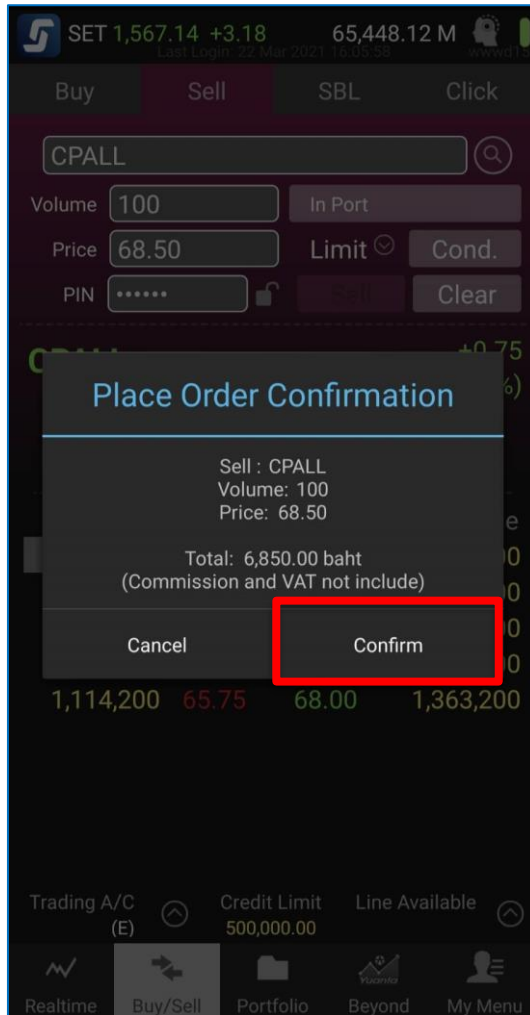 SET 1,567.14 +3.18 65,448.12 M
Last Login: 22 Mar 2021 16:05:58
Buy Sell SBL Click
CPALL
Volume 100 In Port
Price 68.50 Limit Cond.
PIN •••••• Sell Clear
+0.75
%)
Place Order Confirmation
Sell : CPALL
Volume: 100
Price: 68.50
Total: 6,850.00 baht
(Commission and VAT not include)
Cancel Confirm
1,114,200 65.75 68.00 1,363,200
Trading A/C Credit Limit Line Available
(E) 500,000.00
Yuanta
Realtime Buy/Sell Portfolio Beyond My Menu